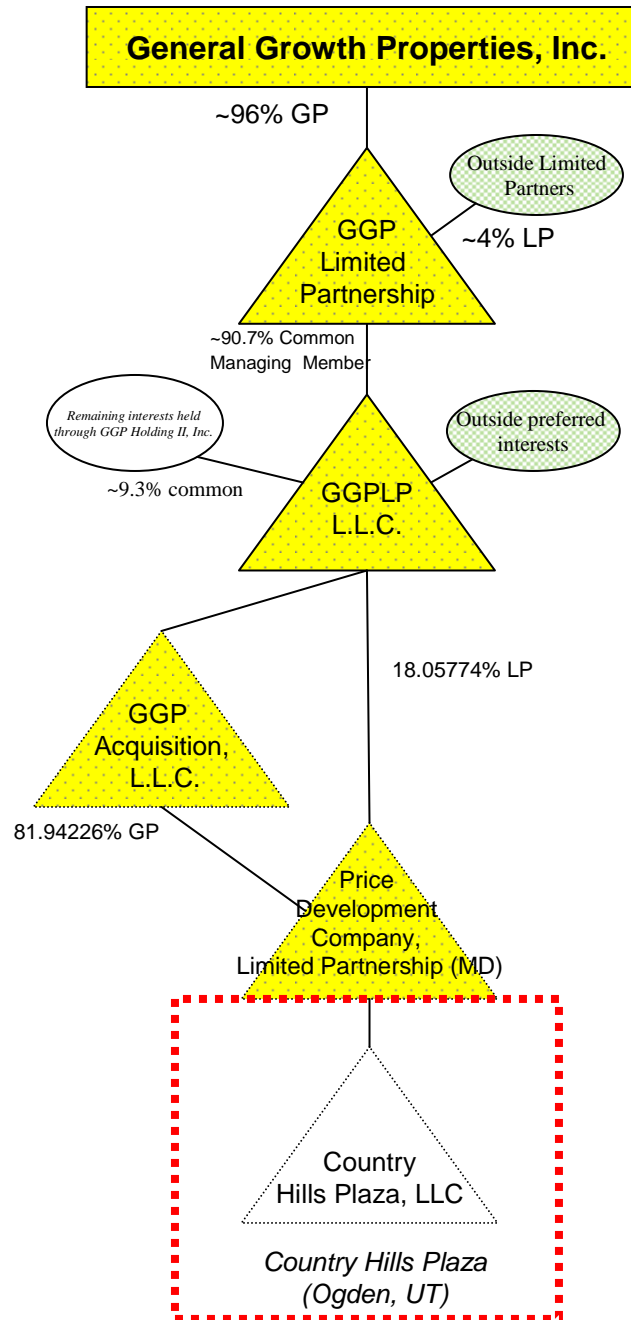 General Growth Properties, Inc.
~96% GP
Outside Limited
Partners
GGP
Limited
Partnership
~4% LP
~90.7% Common
Managing Member
Remaining interests held
through GGP Holding II, Inc.
~9.3% common
Outside preferred
interests
GGPLP
L.L.C.
18.05774% LP
GGP
Acquisition,
L.L.C.
81.94226% GP
Price
Development
Company,
Limited Partnership (MD)
Country
Hills Plaza, LLC
Country Hills Plaza
(Ogden, UT)